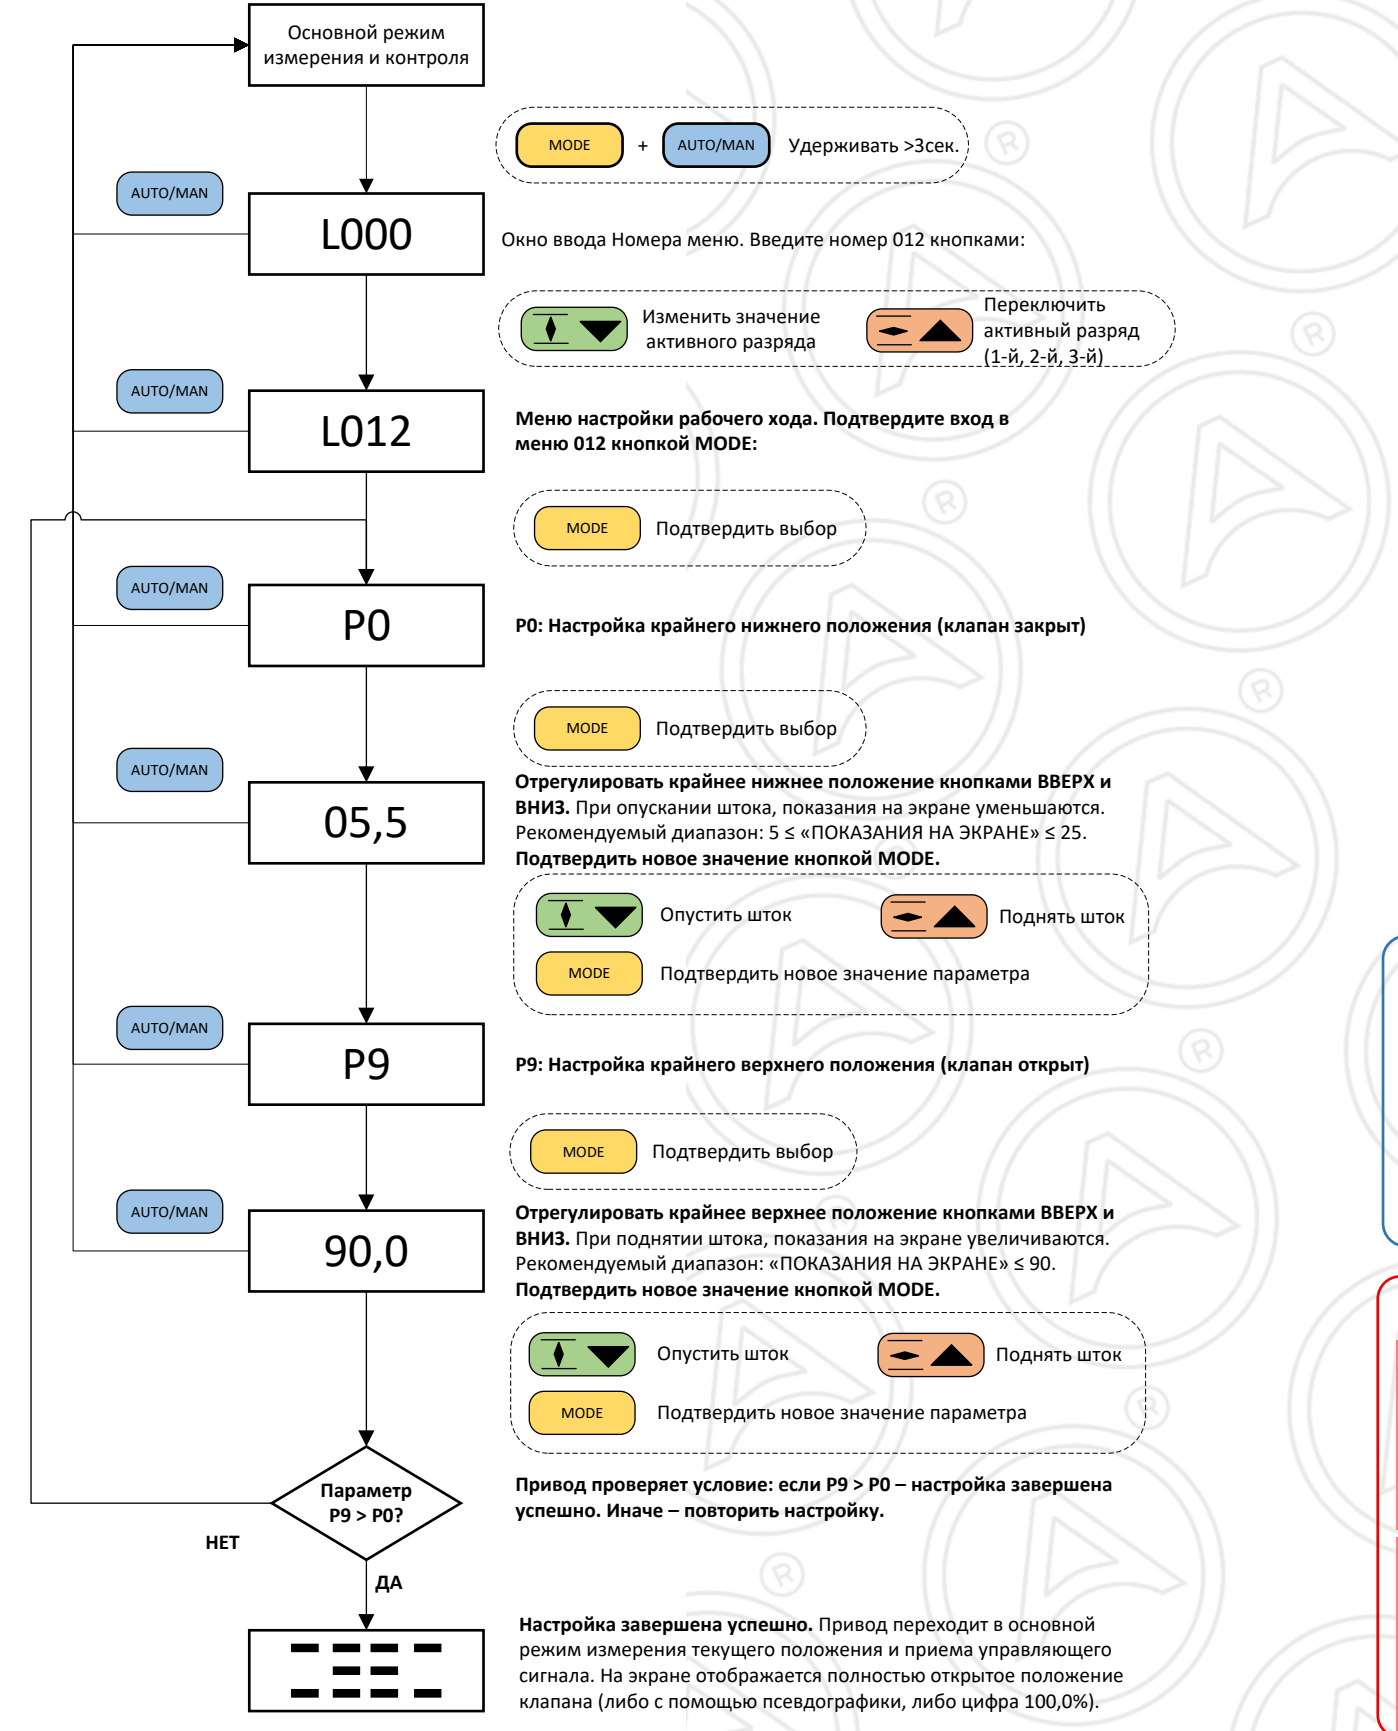 Основной режим
измерения и контроля
MODE + AUTO/MAN Удерживать >3сек.
AUTO/MAN
L000
Окно ввода Номера меню. Введите номер 012 кнопками:
Изменить значение
активного разряда
Переключить
активный разряд
(1-й, 2-й, 3-й)
AUTO/MAN
L012
Меню настройки рабочего хода. Подтвердите вход в
меню 012 кнопкой MODE:
MODE Подтвердить выбор
AUTO/MAN
P0
P0: Настройка крайнего нижнего положения (клапан закрыт)
MODE Подтвердить выбор
AUTO/MAN
05,5
Отрегулировать крайнее нижнее положение кнопками ВВЕРХ и
ВНИЗ. При опускании штока, показания на экране уменьшаются.
Рекомендуемый диапазон: 5 ≤ «ПОКАЗАНИЯ НА ЭКРАНЕ» ≤ 25.
Подтвердить новое значение кнопкой MODE.
Опустить шток
Поднять шток
MODE Подтвердить новое значение параметра
AUTO/MAN
P9
P9: Настройка крайнего верхнего положения (клапан открыт)
MODE Подтвердить выбор
AUTO/MAN
90,0
Отрегулировать крайнее верхнее положение кнопками ВВЕРХ и
ВНИЗ. При поднятии штока, показания на экране увеличиваются.
Рекомендуемый диапазон: «ПОКАЗАНИЯ НА ЭКРАНЕ» ≤ 90.
Подтвердить новое значение кнопкой MODE.
Опустить шток
Поднять шток
MODE Подтвердить новое значение параметра
Параметр
P9 > P0?
Привод проверяет условие: если P9 > P0 – настройка завершена
успешно. Иначе – повторить настройку.
НЕТ
ДА
Настройка завершена успешно. Привод переходит в основной
режим измерения текущего положения и приема управляющего
сигнала. На экране отображается полностью открытое положение
клапана (либо с помощью псевдографики, либо цифра 100,0%).